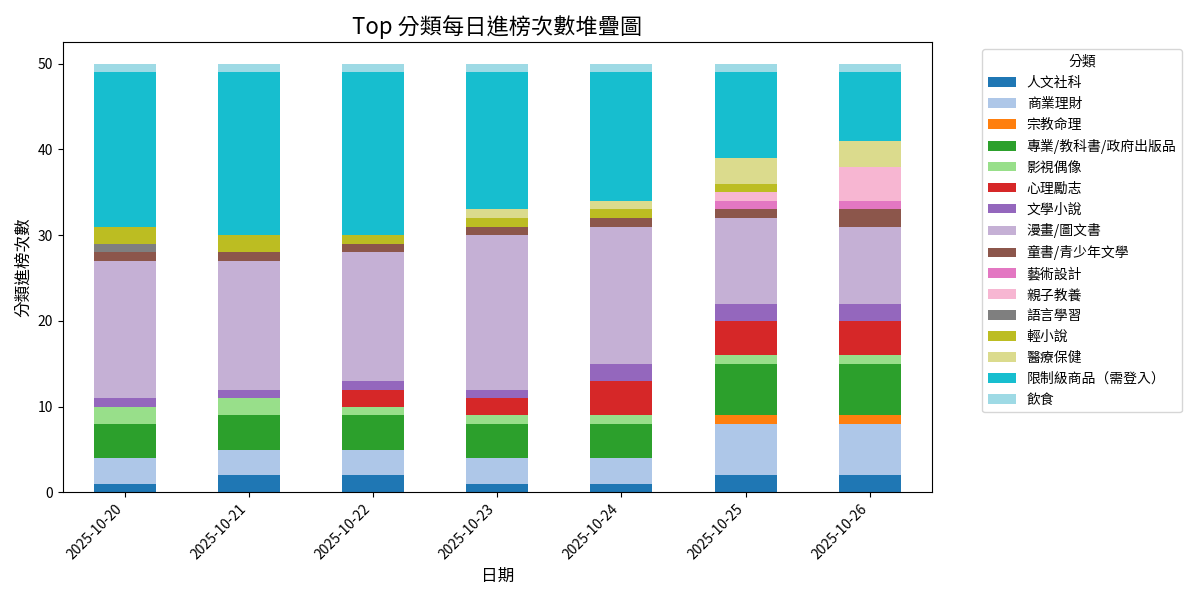 Top 分類每日進榜次數堆疊圖
分類進榜次數
50
40
30
20
10
0
2025-10-20
2025-10-21
2025-10-22
2025-10-23
2025-10-24
2025-10-25
2025-10-26
日期
分類
人文社科
商業理財
宗教命理
專業/教科書/政府出版品
影視偶像
心理勵志
文學小說
漫畫/圖文書
童書/青少年文學
藝術設計
親子教養
語言學習
輕小說
醫療保健
限制級商品（需登入）
飲食